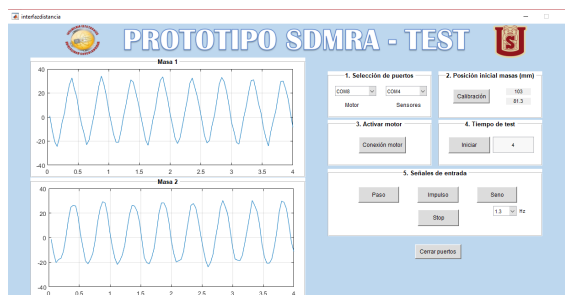 interfazdistancia
PROTOTIPO SDMRA - TEST
Masa 1
40
20
0
-20
-40
0 0.5 1 1.5 2 2.5 3 3.5 4
Masa 2
40
20
0
-20
-40
0 0.5 1 1.5 2 2.5 3 3.5 4
1. Selección de puertos
COM8 COM4
Motor Sensores
2. Posición inicial masas (mm)
Calibración
103
81.3
3. Activar motor
Conexión motor
4. Tiempo de test
Iniciar 4
5. Señales de entrada
Paso Impulso Seno
Stop 1.3 Hz
Cerrar puertos